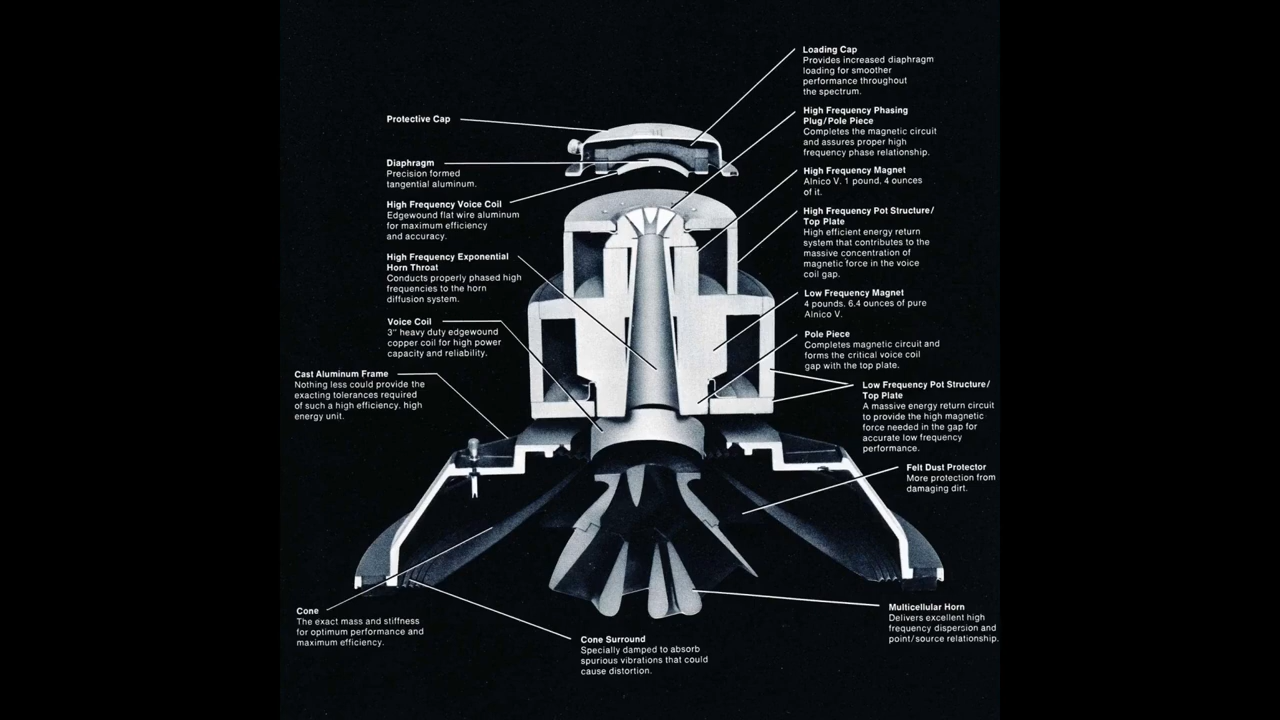 Loading Cap
Provides increased diaphragm
loading for smoother
performance throughout
the spectrum.
High Frequency Phasing
Plug/Pole Piece
Completes the magnetic circuit
and assures proper high
frequency phase relationship.
High Frequency Magnet
Alnico V. 1 pound, 4 ounces
of it.
High Frequency Pot Structure/
Top Plate
High efficient energy return
system that contributes to the
massive concentration of
magnetic force in the voice
coil gap.
Low Frequency Magnet
4 pounds, 6.4 ounces of pure
Alnico V.
Pole Piece
Completes magnetic circuit and
forms the critical voice coil
gap with the top plate.
Low Frequency Pot Structure/
Top Plate
A massive energy return circuit
to provide the high magnetic
force needed in the gap for
accurate low frequency
performance.
Felt Dust Protector
More protection from
damaging dirt.
Multicellular Horn
Delivers excellent high
frequency dispersion and
point/source relationship.
Protective Cap
Diaphragm
Precision formed
tangential aluminum.
High Frequency Voice Coil
Edgewound flat wire aluminum
for maximum efficiency
and accuracy.
High Frequency Exponential
Horn Throat
Conducts properly phased high
frequencies to the horn
diffusion system.
Voice Coil
3" heavy duty edgewound
copper coil for high power
capacity and reliability.
Cast Aluminum Frame
Nothing less could provide the
exacting tolerances required
of such a high efficiency, high
energy unit.
Cone
The exact mass and stiffness
for optimum performance and
maximum efficiency.
Cone Surround
Specially damped to absorb
spurious vibrations that could
cause distortion.